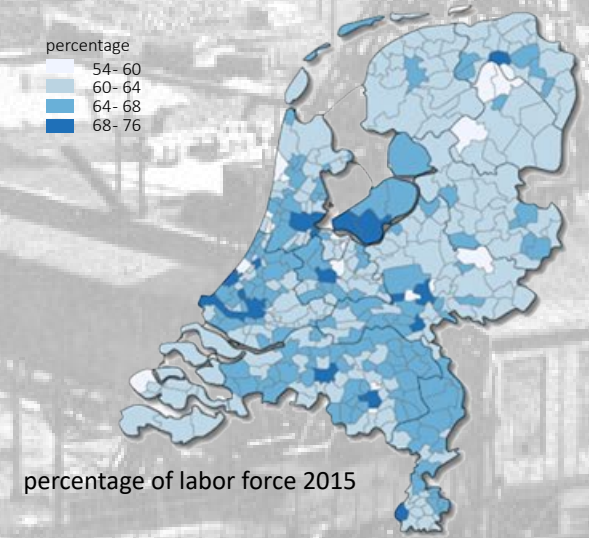 percentage
54- 60
60- 64
64- 68
68- 76
percentage of labor force 2015